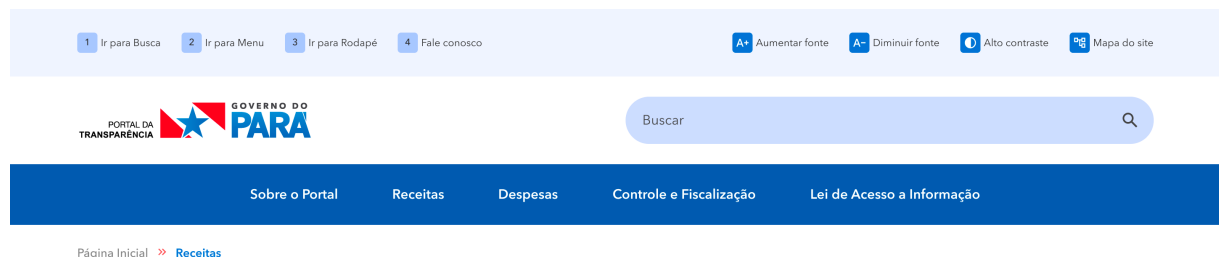 1 Ir para Busca 2 Ir para Menu 3 Ir para Rodapé 4 Fale conosco A+ Aumentar fonte A- Diminuir fonte Alto contraste Mapa do site
PORTAL DA
TRANSPARÊNCIA
GOVERNO DO
PARÁ
Buscar
Sobre o Portal Receitas Despesas Controle e Fiscalização Lei de Acesso a Informação
Página Inicial » Receitas